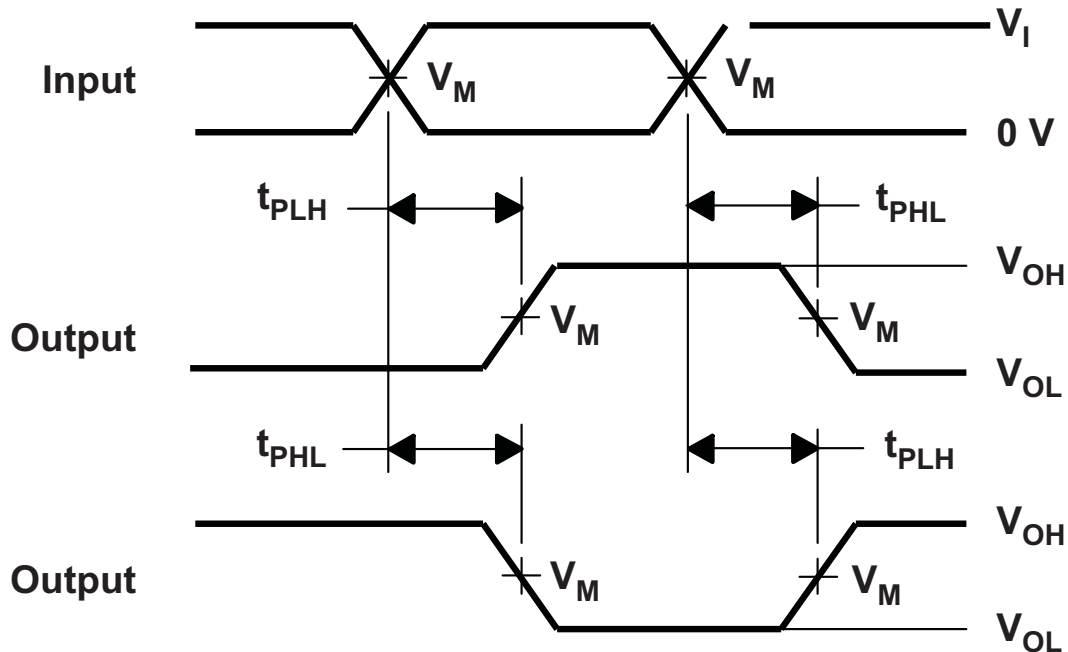 V_I
Input V_M V_M
0 V
t_PLH t_PHL
V_OH
Output V_M V_M
V_OL
t_PHL t_PLH
V_OH
Output V_M V_M
V_OL